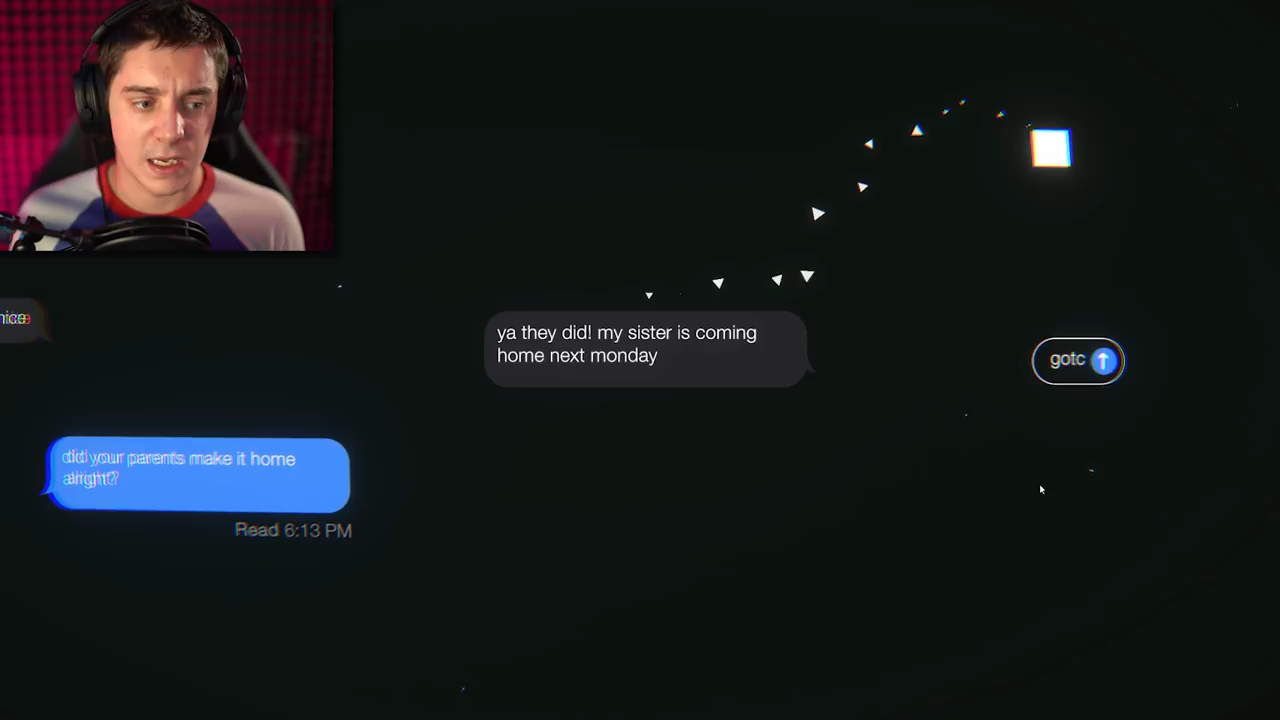 nice
ya they did! my sister is coming
home next monday
gotc
did your parents make it home
alright?
Read 6:13 PM